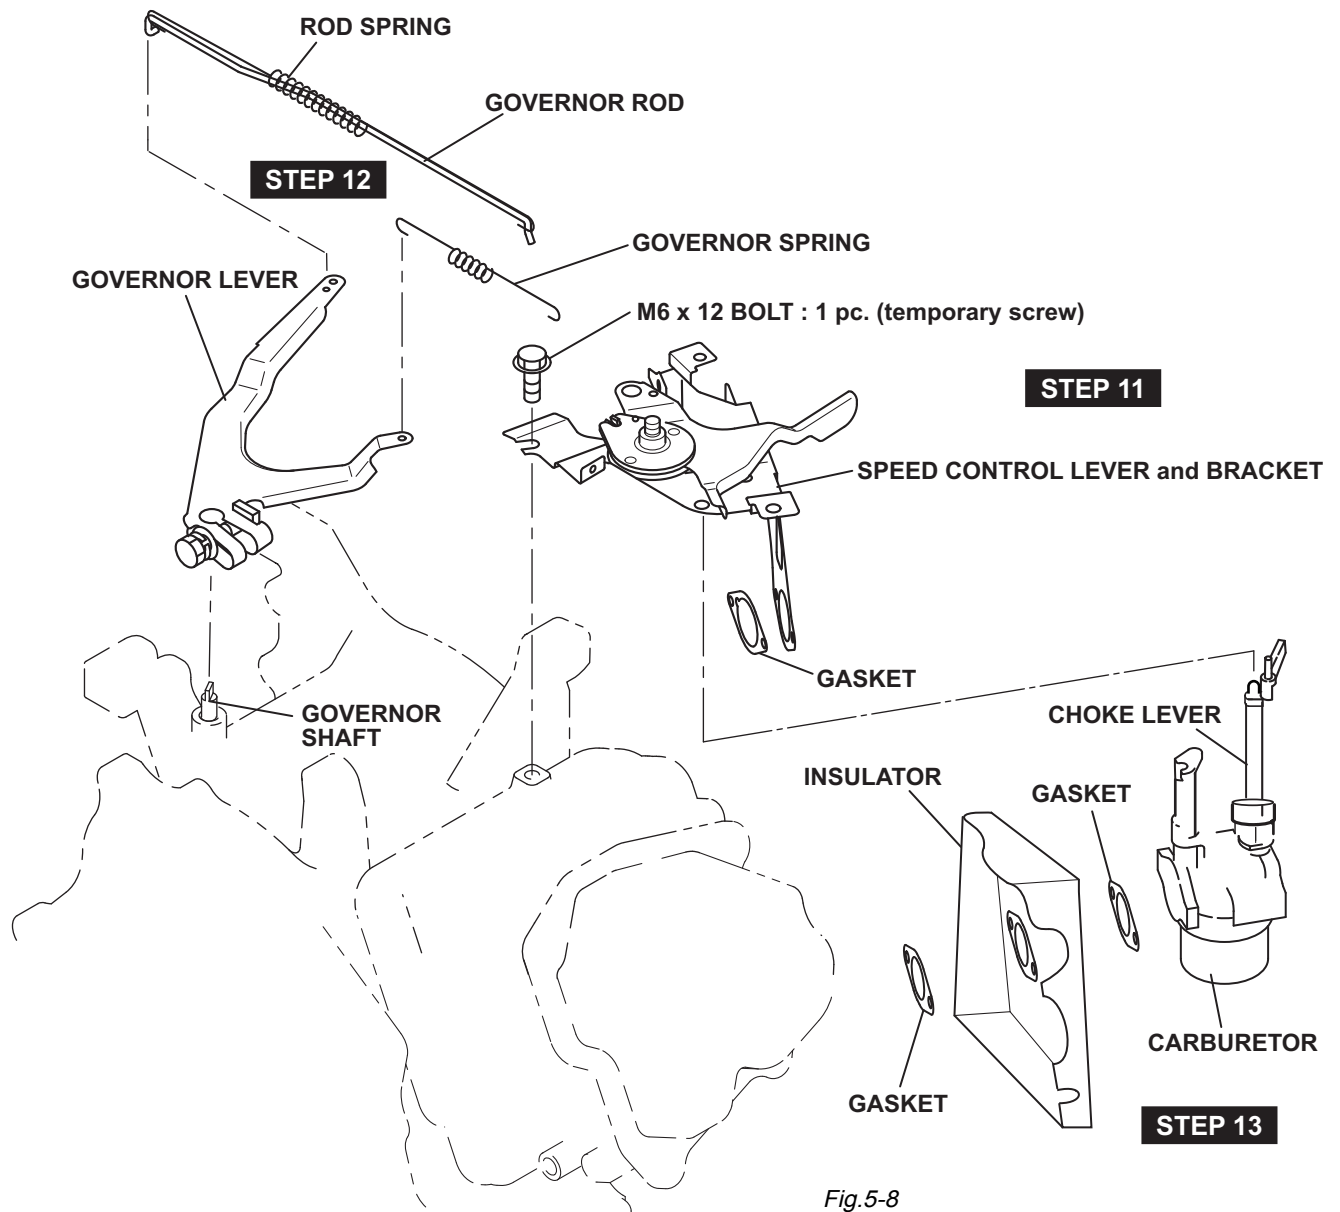 ROD SPRING
GOVERNOR ROD
STEP 12
GOVERNOR SPRING
GOVERNOR LEVER
M6 x 12 BOLT : 1 pc. (temporary screw)
STEP 11
SPEED CONTROL LEVER and BRACKET
GASKET
GOVERNOR
SHAFT
CHOKE LEVER
INSULATOR
GASKET
CARBURETOR
GASKET
STEP 13
Fig.5-8